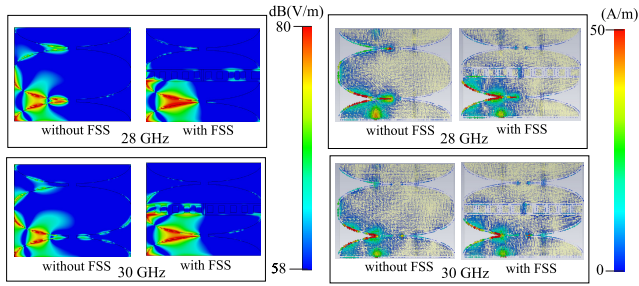 dB(V/m)
80
without FSS
with FSS
28 GHz
without FSS
with FSS
30 GHz
58
(A/m)
50
without FSS
with FSS
28 GHz
without FSS
with FSS
30 GHz
0